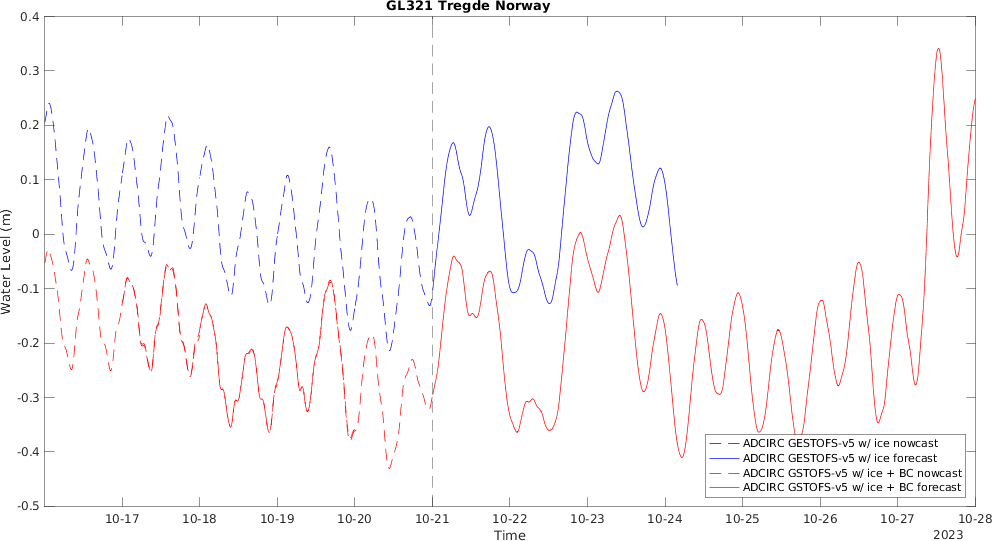 GL321 Tregde Norway
Water Level (m)
0.4
0.3
0.2
0.1
0
-0.1
-0.2
-0.3
-0.4
-0.5
ADCIRC GESTOFS-v5 w/ ice nowcast
ADCIRC GESTOFS-v5 w/ ice forecast
ADCIRC GSTOFS-v5 w/ ice + BC nowcast
ADCIRC GSTOFS-v5 w/ ice + BC forecast
10-17 10-18 10-19 10-20 10-21 10-22 10-23 10-24 10-25 10-26 10-27 10-28
Time
2023